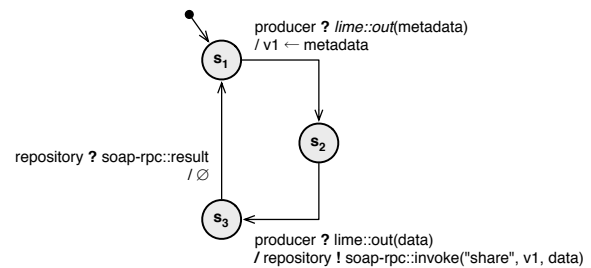 producer ? lime::out(metadata)
/ v1 ← metadata
s1
s2
repository ? soap-rpc::result
/ ∅
s3
producer ? lime::out(data)
/ repository ! soap-rpc::invoke("share", v1, data)